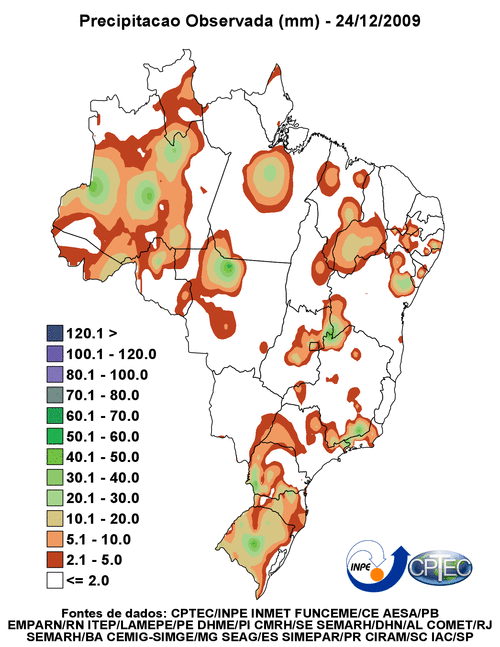 Precipitacao Observada (mm) - 24/12/2009
120.1 >
100.1 - 120.0
80.1 - 100.0
70.1 - 80.0
60.1 - 70.0
50.1 - 60.0
40.1 - 50.0
30.1 - 40.0
20.1 - 30.0
10.1 - 20.0
5.1 - 10.0
2.1 - 5.0
<= 2.0
INPE
CPTEC
Fontes de dados: CPTEC/INPE INMET FUNCEME/CE AESA/PB
EMPARN/RN ITEP/LAMEPE/PE DHME/PI CMRH/SE SEMARH/DHN/AL COMET/RJ
SEMARH/BA CEMIG-SIMGE/MG SEAG/ES SIMEPAR/PR CIRAM/SC IAC/SP